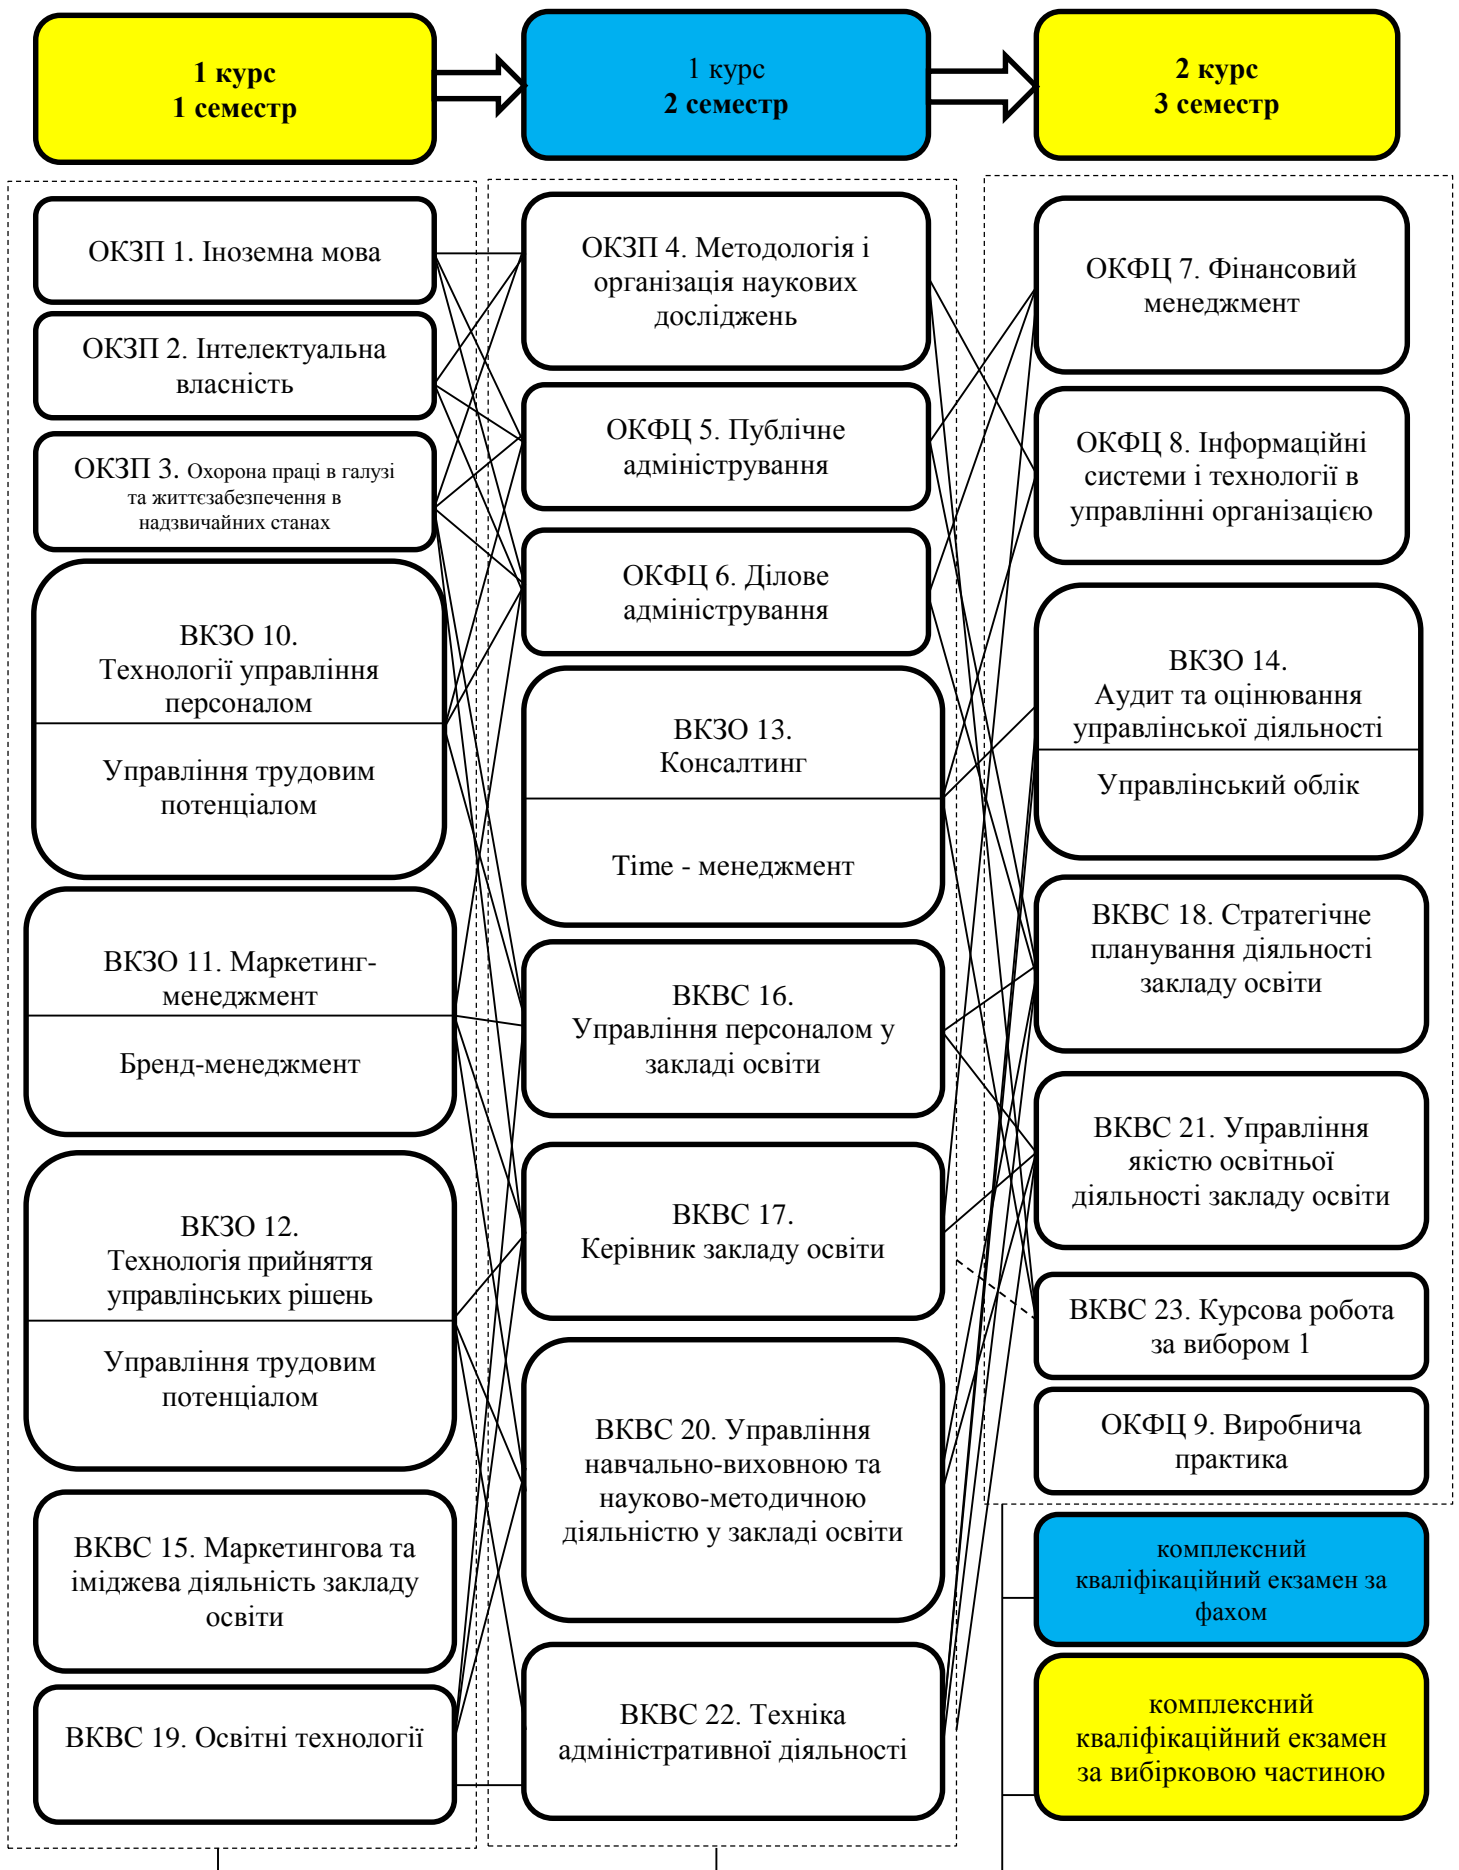 1 курс
1 семестр
1 курс
2 семестр
2 курс
3 семестр
ОКЗП 1. Іноземна мова
ОКЗП 2. Інтелектуальна
власність
ОКЗП 3. Охорона праці в галузі
та життєзабезпечення в
надзвичайних станах
ВКЗО 10.
Технології управління
персоналом
Управління трудовим
потенціалом
ВКЗО 11. Маркетинг-
менеджмент
Бренд-менеджмент
ВКЗО 12.
Технологія прийняття
управлінських рішень
Управління трудовим
потенціалом
ВКВС 15. Маркетингова та
іміджева діяльність закладу
освіти
ВКВС 19. Освітні технології
ОКЗП 4. Методологія і
організація наукових
досліджень
ОКФЦ 5. Публічне
адміністрування
ОКФЦ 6. Ділове
адміністрування
ВКЗО 13.
Консалтинг
Time - менеджмент
ВКВС 16.
Управління персоналом у
закладі освіти
ВКВС 17.
Керівник закладу освіти
ВКВС 20. Управління
навчально-виховною та
науково-методичною
діяльністю у закладі освіти
ВКВС 22. Техніка
адміністративної діяльності
ОКФЦ 7. Фінансовий
менеджмент
ОКФЦ 8. Інформаційні
системи і технології в
управлінні організацією
ВКЗО 14.
Аудит та оцінювання
управлінської діяльності
Управлінський облік
ВКВС 18. Стратегічне
планування діяльності
закладу освіти
ВКВС 21. Управління
якістю освітньої
діяльності закладу освіти
ВКВС 23. Курсова робота
за вибором 1
ОКФЦ 9. Виробнича
практика
комплексний
кваліфікаційний екзамен за
фахом
комплексний
кваліфікаційний екзамен
за вибірковою частиною